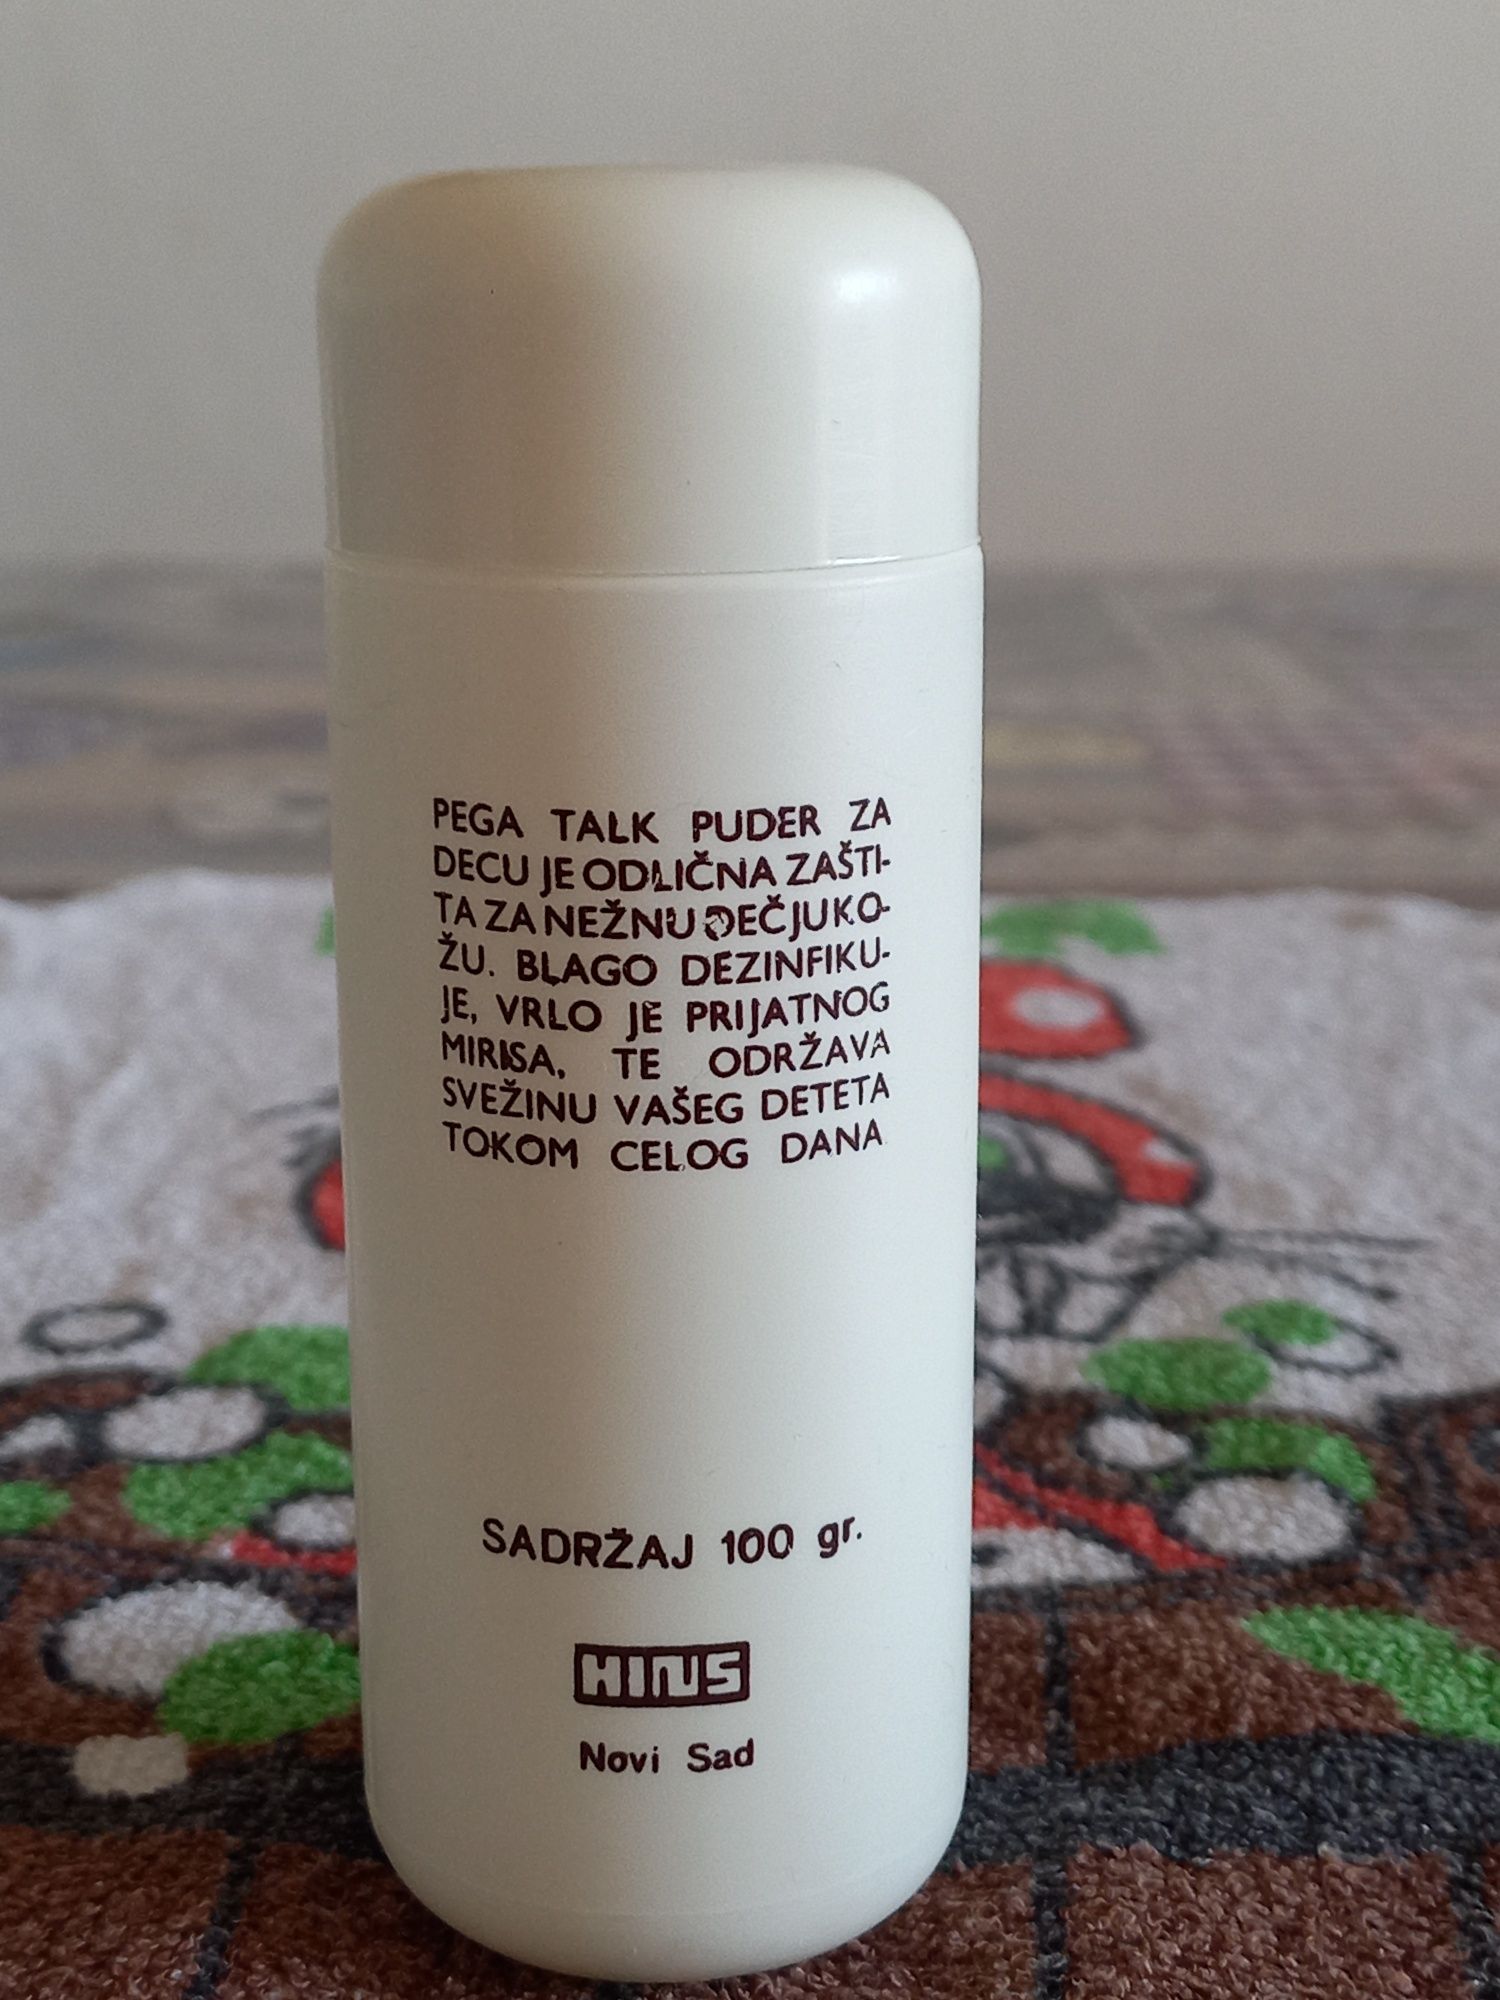 PEGA TALK PUDER ZA
DECU JE ODLIČNA ZAŠTI-
TA ZA NEŽNU DEČJU KO-
ŽU. BLAGO DEZINFIKU-
JE, VRLO JE PRIJATNOG
MIRISA, TE ODRŽAVA
SVEŽINU VAŠEG DETETA
TOKOM CELOG DANA
SADRŽAJ 100 gr.
HINS
Novi Sad